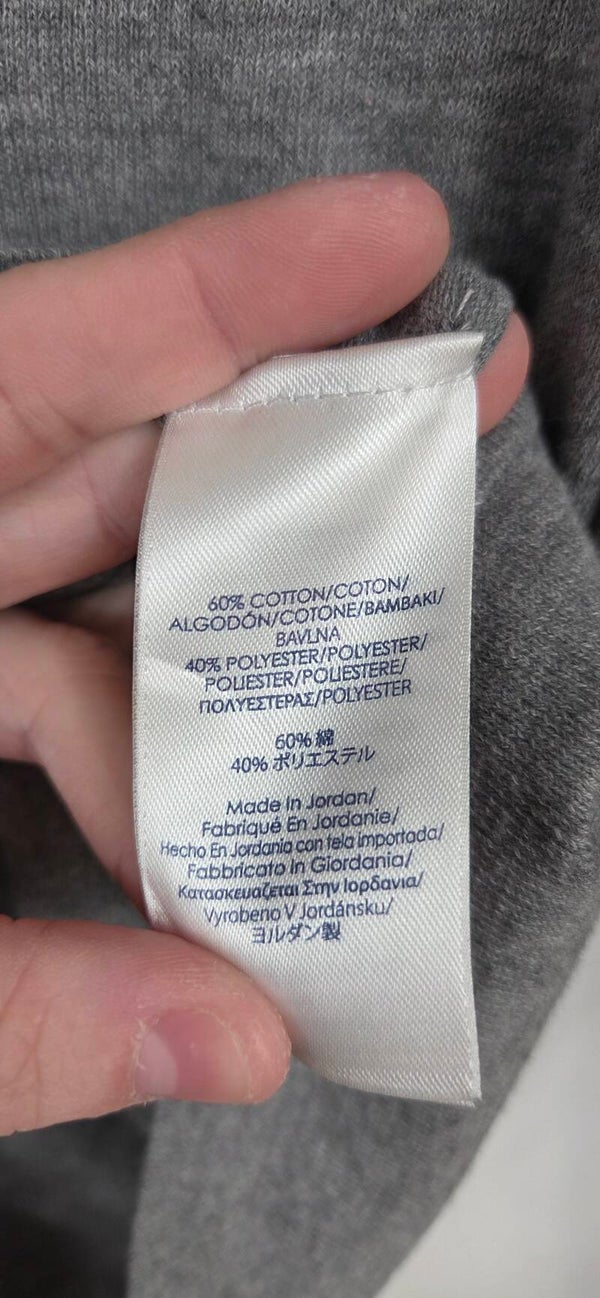 60% COTTON/COTON/
ALGODÓN/COTONE/BAMBAKI/
BAVLNA
40% POLYESTER/POLYESTER/
POLIESTER/POLIESTERE/
ΠΟΛΥΕΣΤΕΡΑΣ/POLYESTER
60% 綿
40% ポリエステル
Made In Jordan/
Fabriqué En Jordanie/
Hecho En Jordania con tela importada/
Fabbricato In Giordania/
Κατασκευαζεται Στην Ιορδανια/
Vyrobeno V Jordánsku/
ヨルダン製